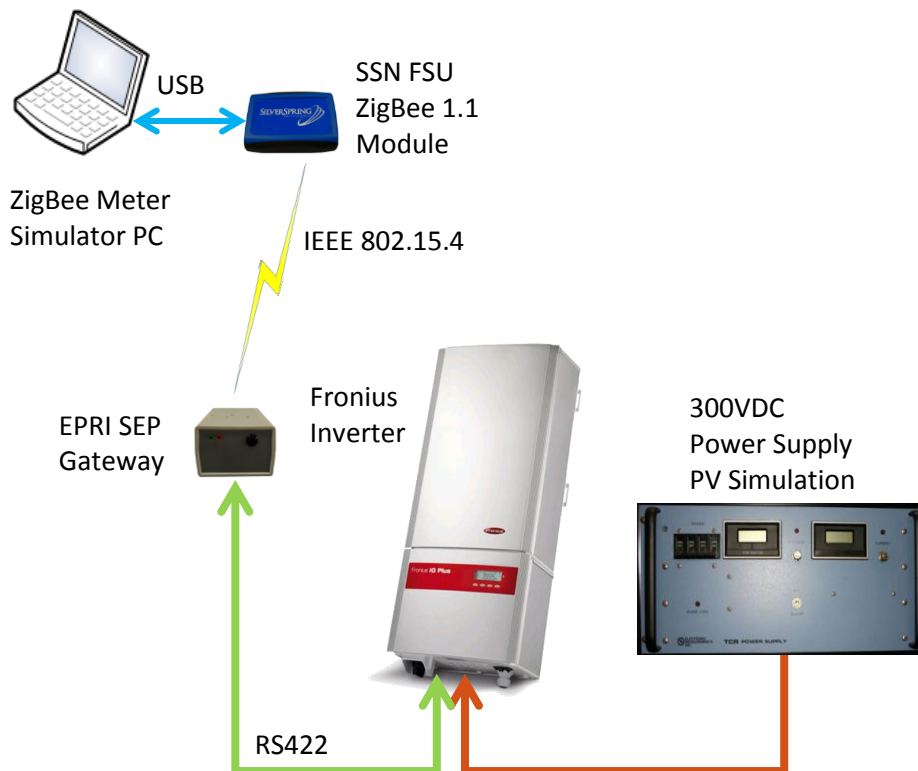 USB
SSN FSU
ZigBee 1.1
Module
SILVERSPRING
ZigBee Meter
Simulator PC
IEEE 802.15.4
EPRI SEP
Gateway
Fronius
Inverter
300VDC
Power Supply
PV Simulation
Fronius
Fronius IG Plus
TCR POWER SUPPLY
RS422